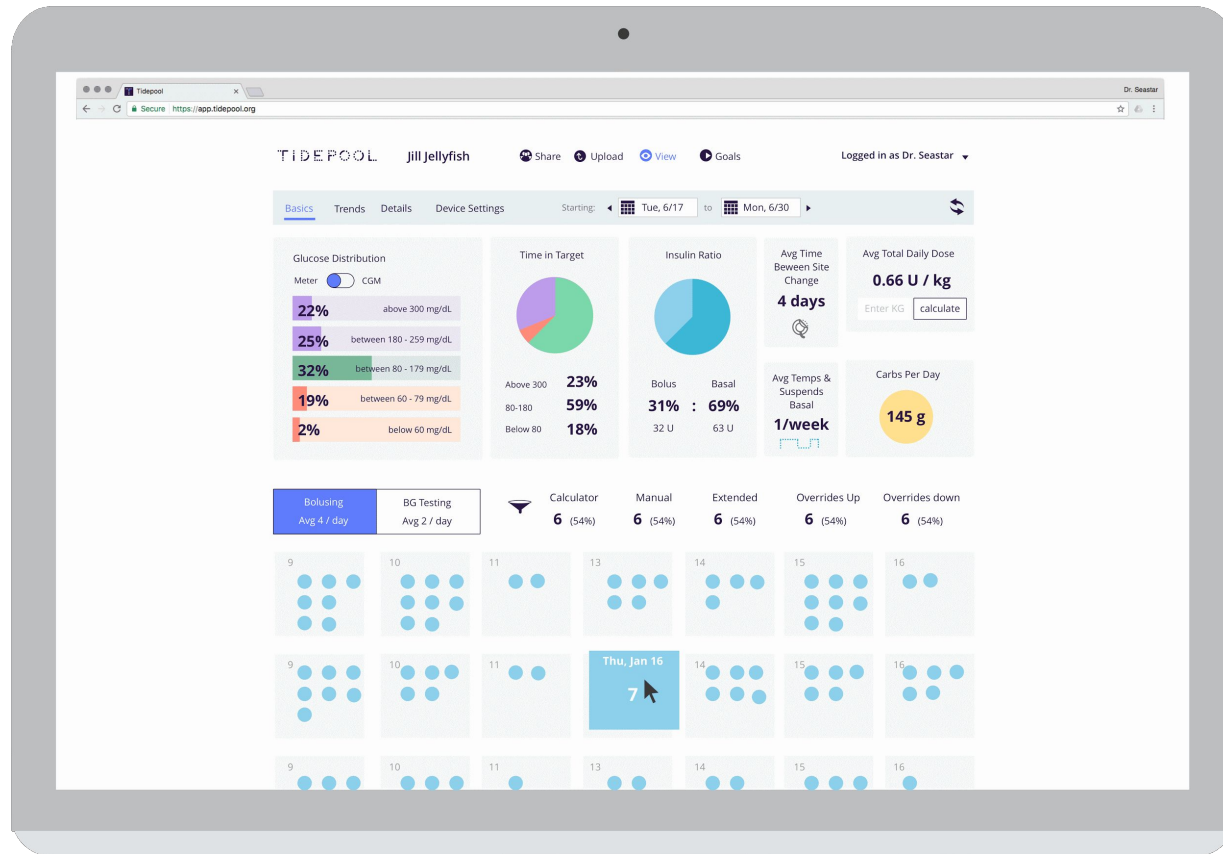 Tidepool
Dr. Seastar
Secure https://app.tidepool.org
TIDEPOOL Jill Jellyfish Share Upload View Goals Logged in as Dr. Seastar
Basics Trends Details Device Settings Starting: Tue, 6/17 to Mon, 6/30
Glucose Distribution
Meter CGM
22% above 300 mg/dL
25% between 180 - 259 mg/dL
32% between 80 - 179 mg/dL
19% between 60 - 79 mg/dL
2% below 60 mg/dL
Time in Target
Above 300 23%
80-180 59%
Below 80 18%
Insulin Ratio
Bolus Basal
31% : 69%
32 U 63 U
Avg Time
Beween Site
Change
4 days
Avg Temps &
Suspends
Basal
1/week
Avg Total Daily Dose
0.66 U / kg
Enter KG calculate
Carbs Per Day
145 g
Bolusing
Avg 4 / day
BG Testing
Avg 2 / day
Calculator Manual Extended Overrides Up Overrides down
6 (54%) 6 (54%) 6 (54%) 6 (54%) 6 (54%)
9 10 11 13 14 15 16
9 10 11 Thu, Jan 16 14 15 16
7
9 10 11 13 14 15 16